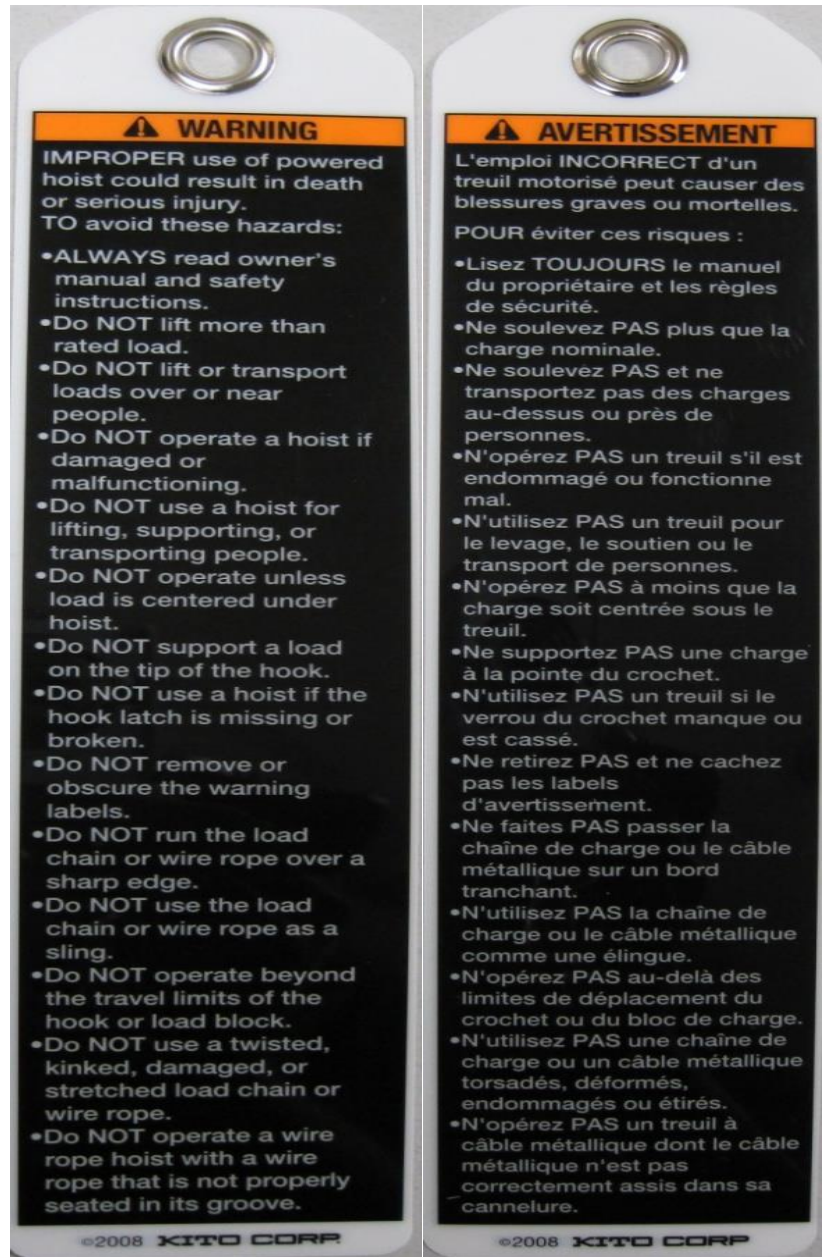 WARNING
IMPROPER use of powered
hoist could result in death
or serious injury.
TO avoid these hazards:
•ALWAYS read owner's
manual and safety
instructions.
•Do NOT lift more than
rated load.
•Do NOT lift or transport
loads over or near
people.
•Do NOT operate a hoist if
damaged or
malfunctioning.
•Do NOT use a hoist for
lifting, supporting, or
transporting people.
•Do NOT operate unless
load is centered under
hoist.
•Do NOT support a load
on the tip of the hook.
•Do NOT use a hoist if the
hook latch is missing or
broken.
•Do NOT remove or
obscure the warning
labels.
•Do NOT run the load
chain or wire rope over a
sharp edge.
•Do NOT use the load
chain or wire rope as a
sling.
•Do NOT operate beyond
the travel limits of the
hook or load block.
•Do NOT use a twisted,
kinked, damaged, or
stretched load chain or
wire rope.
•Do NOT operate a wire
rope hoist with a wire
rope that is not properly
seated in its groove.
©2008 KITO CORP.
AVERTISSEMENT
L'emploi INCORRECT d'un
treuil motorisé peut causer des
blessures graves ou mortelles.
POUR éviter ces risques :
•Lisez TOUJOURS le manuel
du propriétaire et les règles
de sécurité.
•Ne soulevez PAS plus que la
charge nominale.
•Ne soulevez PAS et ne
transportez pas des charges
au-dessus ou près de
personnes.
•N'opérez PAS un treuil s'il est
endommagé ou fonctionne
mal.
•N'utilisez PAS un treuil pour
le levage, le soutien ou le
transport de personnes.
•N'opérez PAS à moins que la
charge soit centrée sous le
treuil.
•Ne supportez PAS une charge
à la pointe du crochet.
•N'utilisez PAS un treuil si le
verrou du crochet manque ou
est cassé.
•Ne retirez PAS et ne cachez
pas les labels
d'avertissement.
•Ne faites PAS passer la
chaîne de charge ou le câble
métallique sur un bord
tranchant.
•N'utilisez PAS la chaîne de
charge ou le câble métallique
comme une élingue.
•N'opérez PAS au-delà des
limites de déplacement du
crochet ou du bloc de charge.
•N'utilisez PAS une chaîne de
charge ou un câble métallique
torsadés, déformés,
endommagés ou étirés.
•N'opérez PAS un treuil à
câble métallique dont le câble
métallique n'est pas
correctement assis dans sa
cannelure.
©2008 KITO CORP